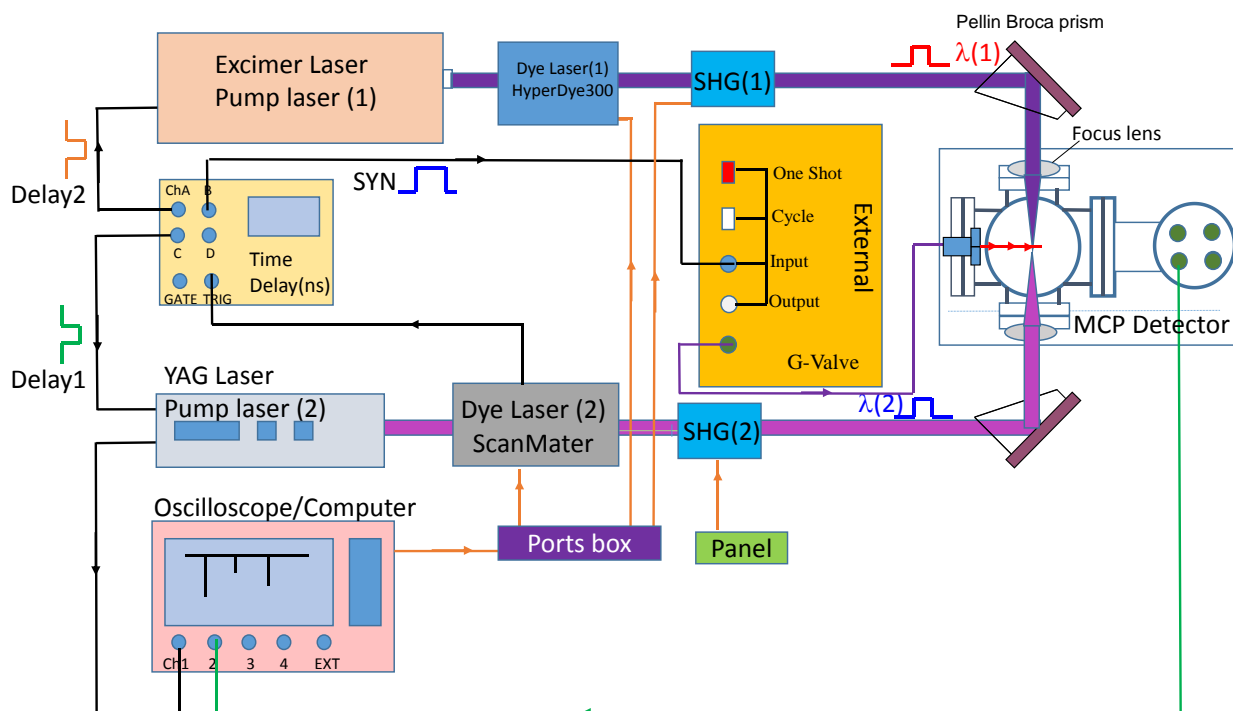 Pellin Broca prism
Excimer Laser
Pump laser (1)
Dye Laser(1)
HyperDye300
SHG(1)
λ(1)
Focus lens
Delay2
ChA
B
SYN
C
D
Time
Delay(ns)
GATE
TRIG
One Shot
Cycle
Input
Output
External
G-Valve
MCP Detector
Delay1
YAG Laser
Pump laser (2)
Dye Laser (2)
ScanMater
λ(2)
SHG(2)
Oscilloscope/Computer
Ports box
Panel
Ch1
2
3
4
EXT